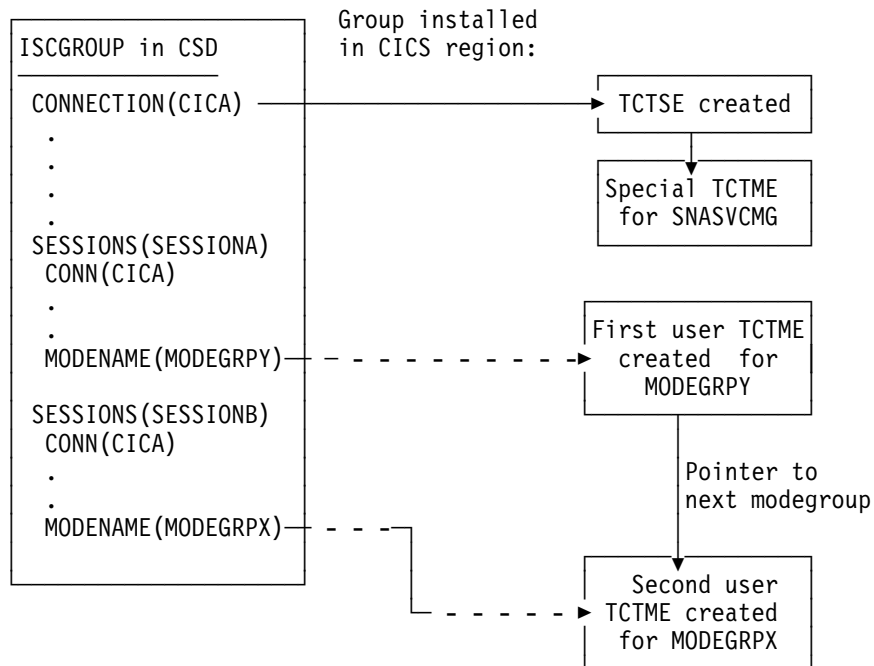 Group installed
in CICS region:
ISCGROUP in CSD
CONNECTION(CICA)
.
.
.
.
SESSIONS(SESSIONA)
CONN(CICA)
.
.
MODENAME(MODEGRPY)
SESSIONS(SESSIONB)
CONN(CICA)
.
.
MODENAME(MODEGRPX)
TCTSE created
Special TCTME
for SNASVCMG
First user TCTME
created for
MODEGRPY
Pointer to
next modegroup
Second user
TCTME created
for MODEGRPX